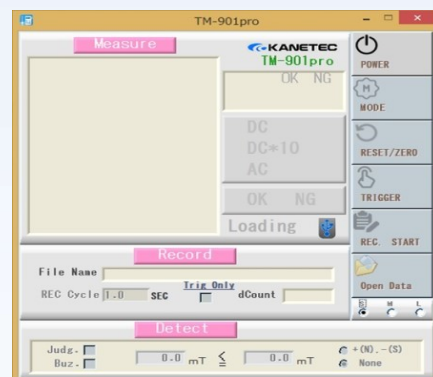 TM-901pro
Measure
KANETEC
TM-901pro
OK NG
DC
DC*10
AC
OK NG
Loading
POWER
M
MODE
RESET/ZERO
TRIGGER
REC. START
Open Data
S M L
Record
File Name
REC Cycle 1.0 SEC Trig Only dCount
Detect
Judg.
Buz.
0.0 mT ≦ 0.0 mT
+(N).-(S)
None